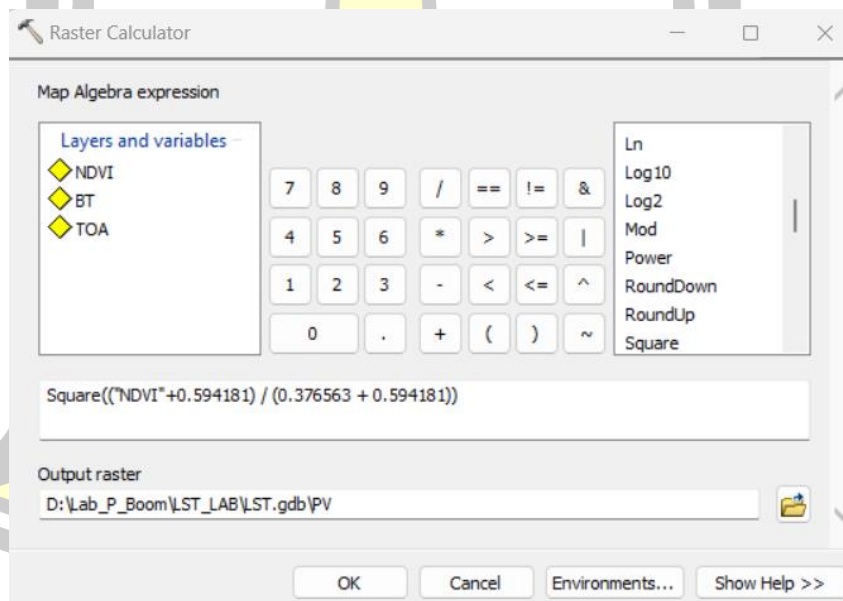 Raster Calculator
Map Algebra expression
Layers and variables
NDVI
BT
TOA
7 8 9 / == != &
4 5 6 * > >= |
1 2 3 - < <= ^
0 . + ( ) ~
Ln
Log10
Log2
Mod
Power
RoundDown
RoundUp
Square
Square(("NDVI"+0.594181) / (0.376563 + 0.594181))
Output raster
D:\Lab_P_Boom\LST_LAB\LST.gdb\PV
OK Cancel Environments... Show Help >>